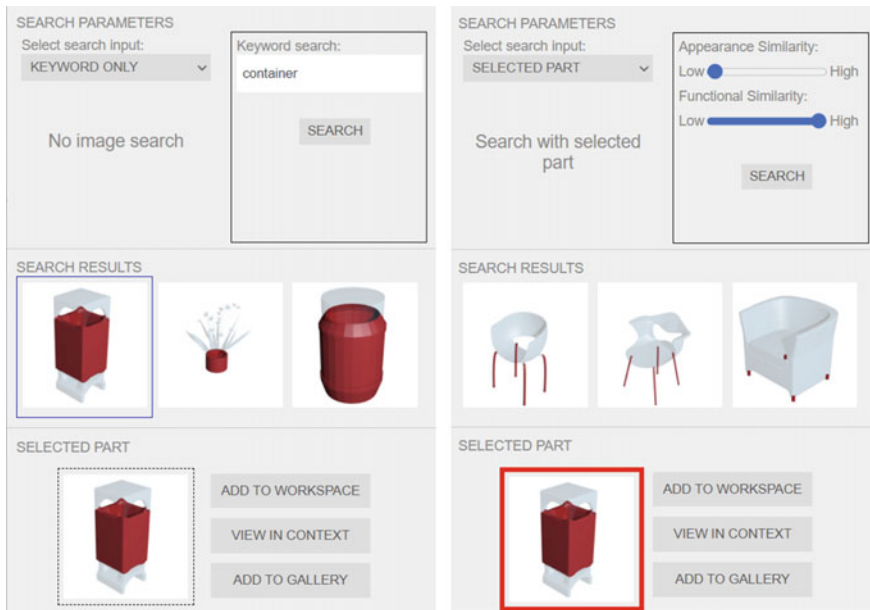 SEARCH PARAMETERS
Select search input:
KEYWORD ONLY
No image search
Keyword search:
container
SEARCH
SEARCH RESULTS
SELECTED PART
ADD TO WORKSPACE
VIEW IN CONTEXT
ADD TO GALLERY
SEARCH PARAMETERS
Select search input:
SELECTED PART
Search with selected
part
Appearance Similarity:
Low High
Functional Similarity:
Low High
SEARCH
SEARCH RESULTS
SELECTED PART
ADD TO WORKSPACE
VIEW IN CONTEXT
ADD TO GALLERY